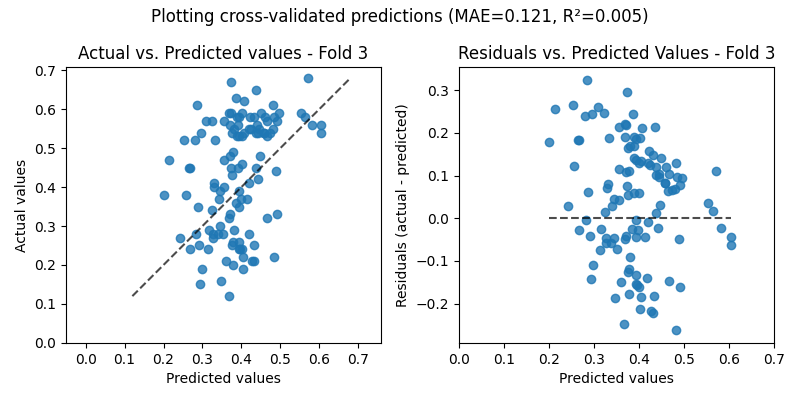 Plotting cross-validated predictions (MAE=0.121, R²=0.005)
Actual vs. Predicted values - Fold 3
Residuals vs. Predicted Values - Fold 3
Actual values
0.7
0.6
0.5
0.4
0.3
0.2
0.1
0.0
0.0 0.1 0.2 0.3 0.4 0.5 0.6 0.7
Predicted values
Residuals (actual - predicted)
0.3
0.2
0.1
0.0
−0.1
−0.2
0.0 0.1 0.2 0.3 0.4 0.5 0.6 0.7
Predicted values